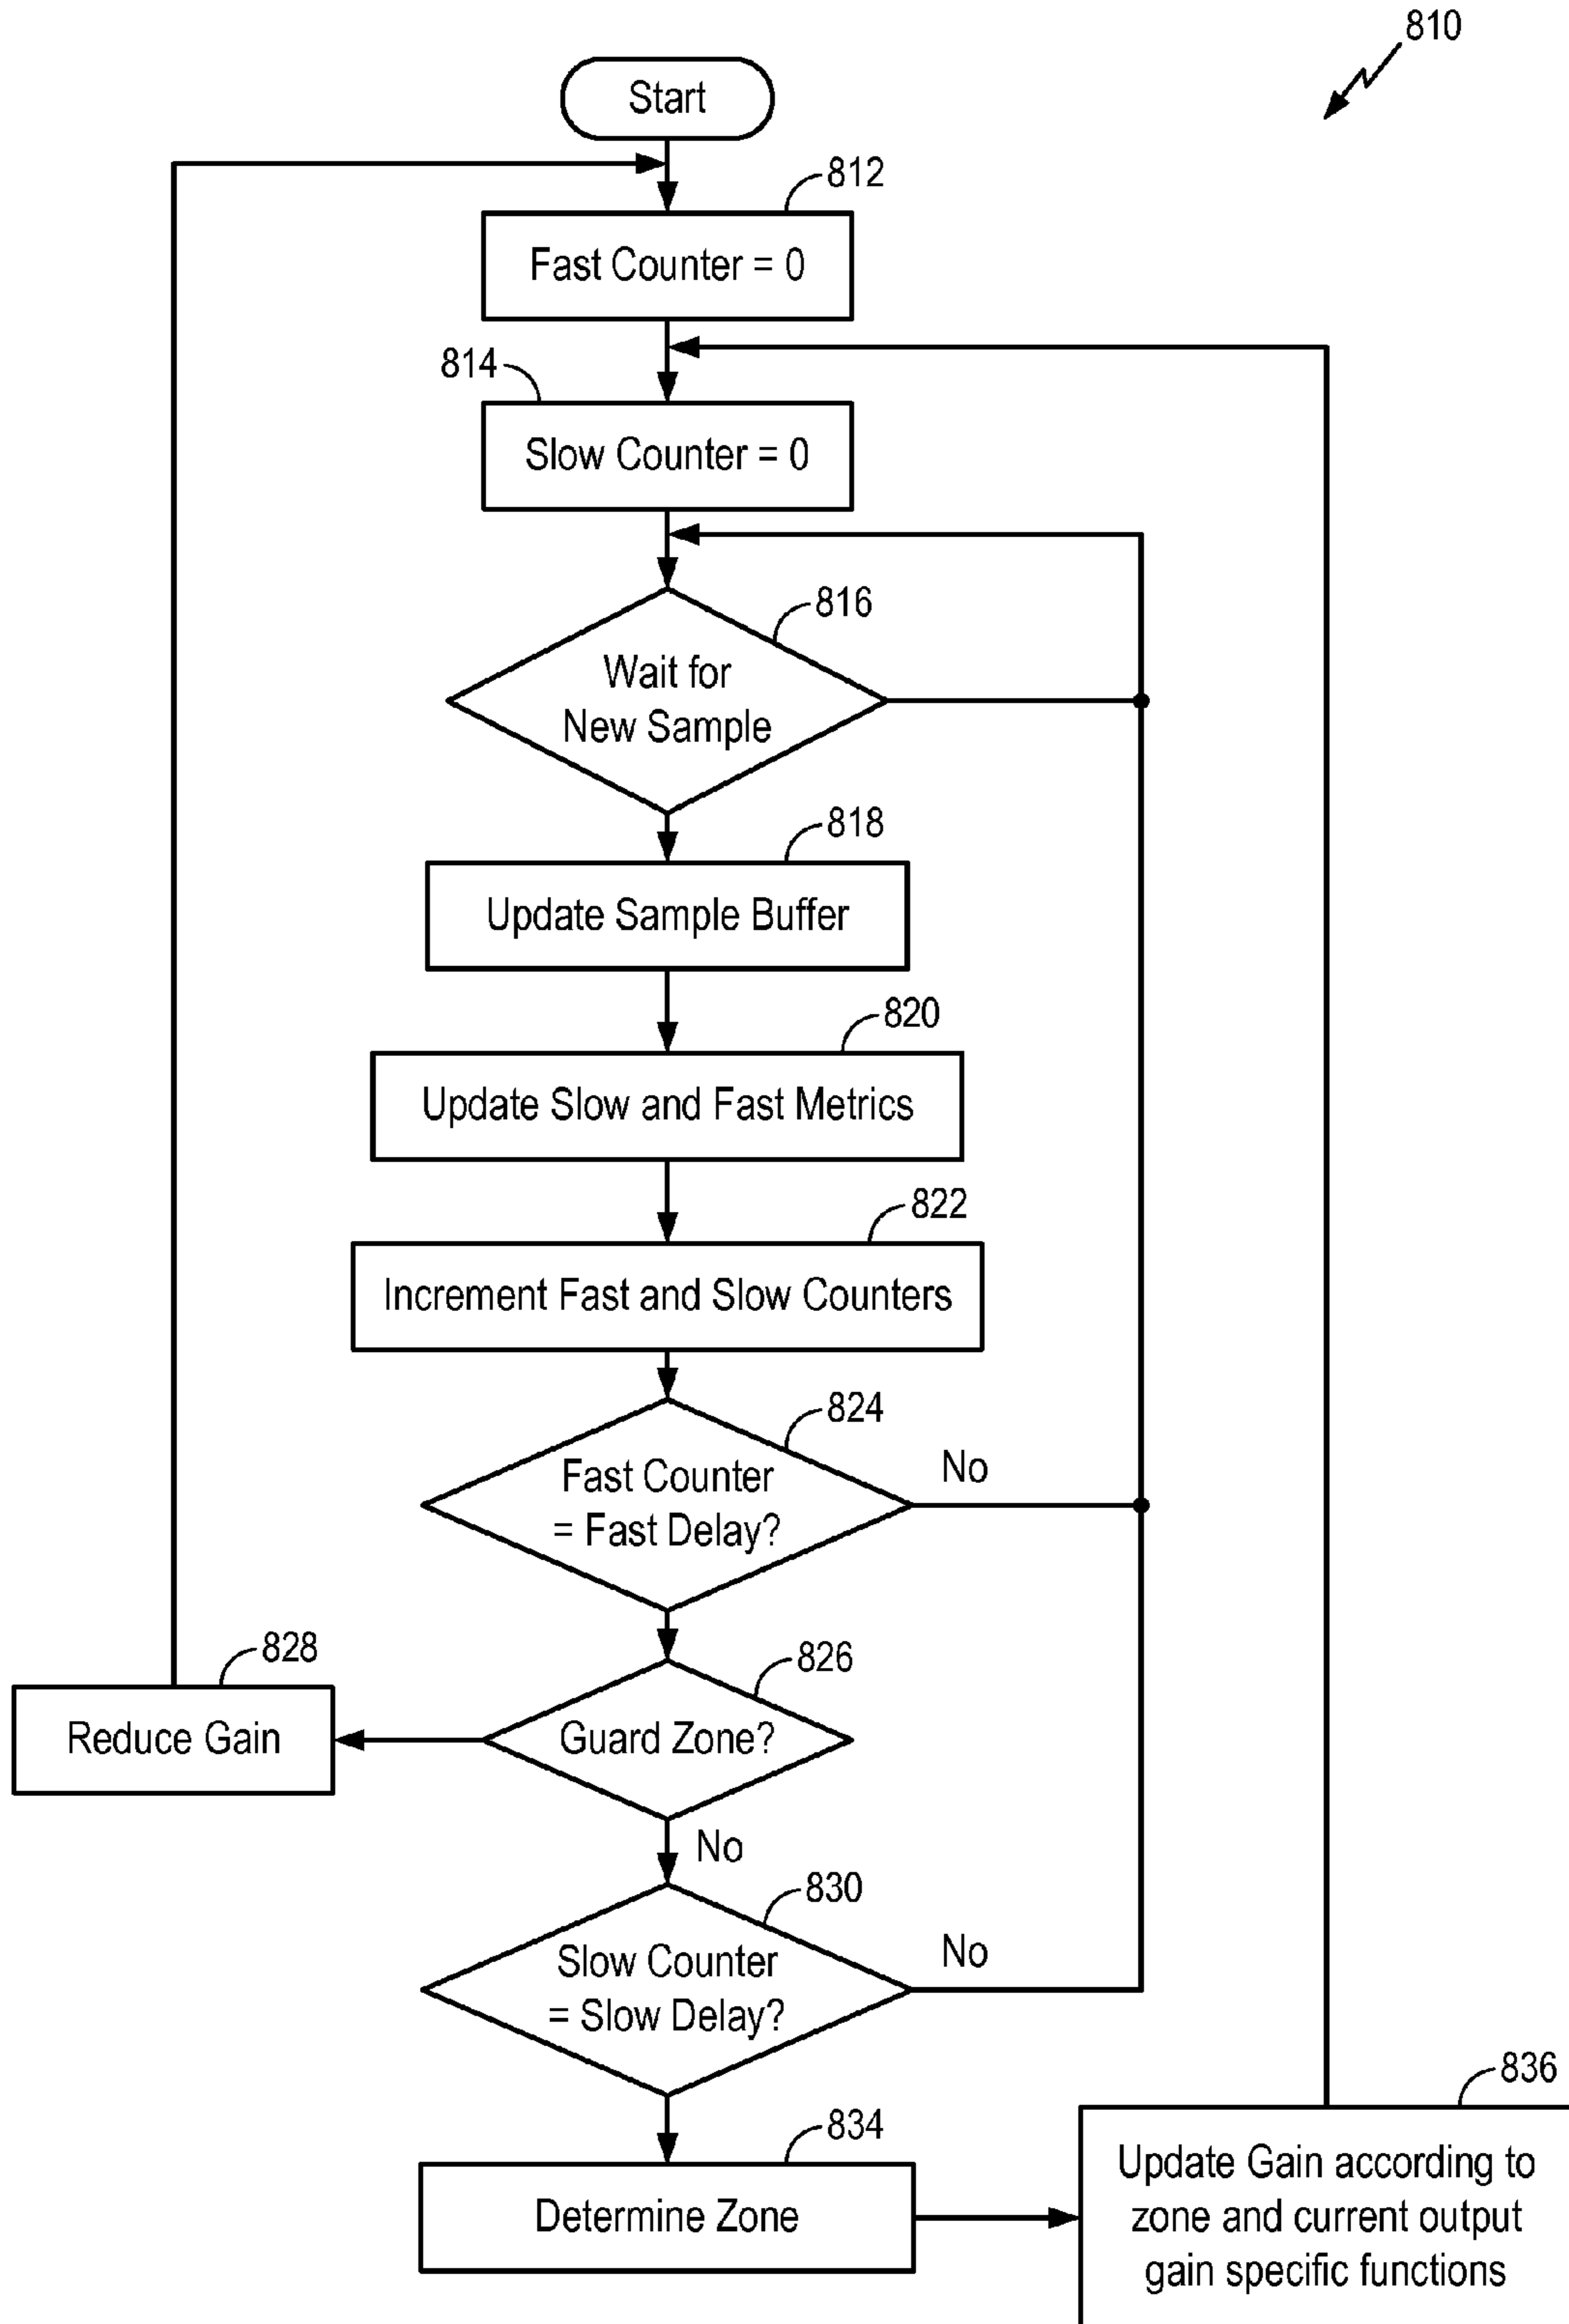 810
Start
812
Fast Counter = 0
814
Slow Counter = 0
816
Wait for
New Sample
818
Update Sample Buffer
820
Update Slow and Fast Metrics
822
Increment Fast and Slow Counters
824
Fast Counter
= Fast Delay?
No
826
Guard Zone?
828
Reduce Gain
No
830
Slow Counter
= Slow Delay?
No
834
Determine Zone
836
Update Gain according to
zone and current output
gain specific functions